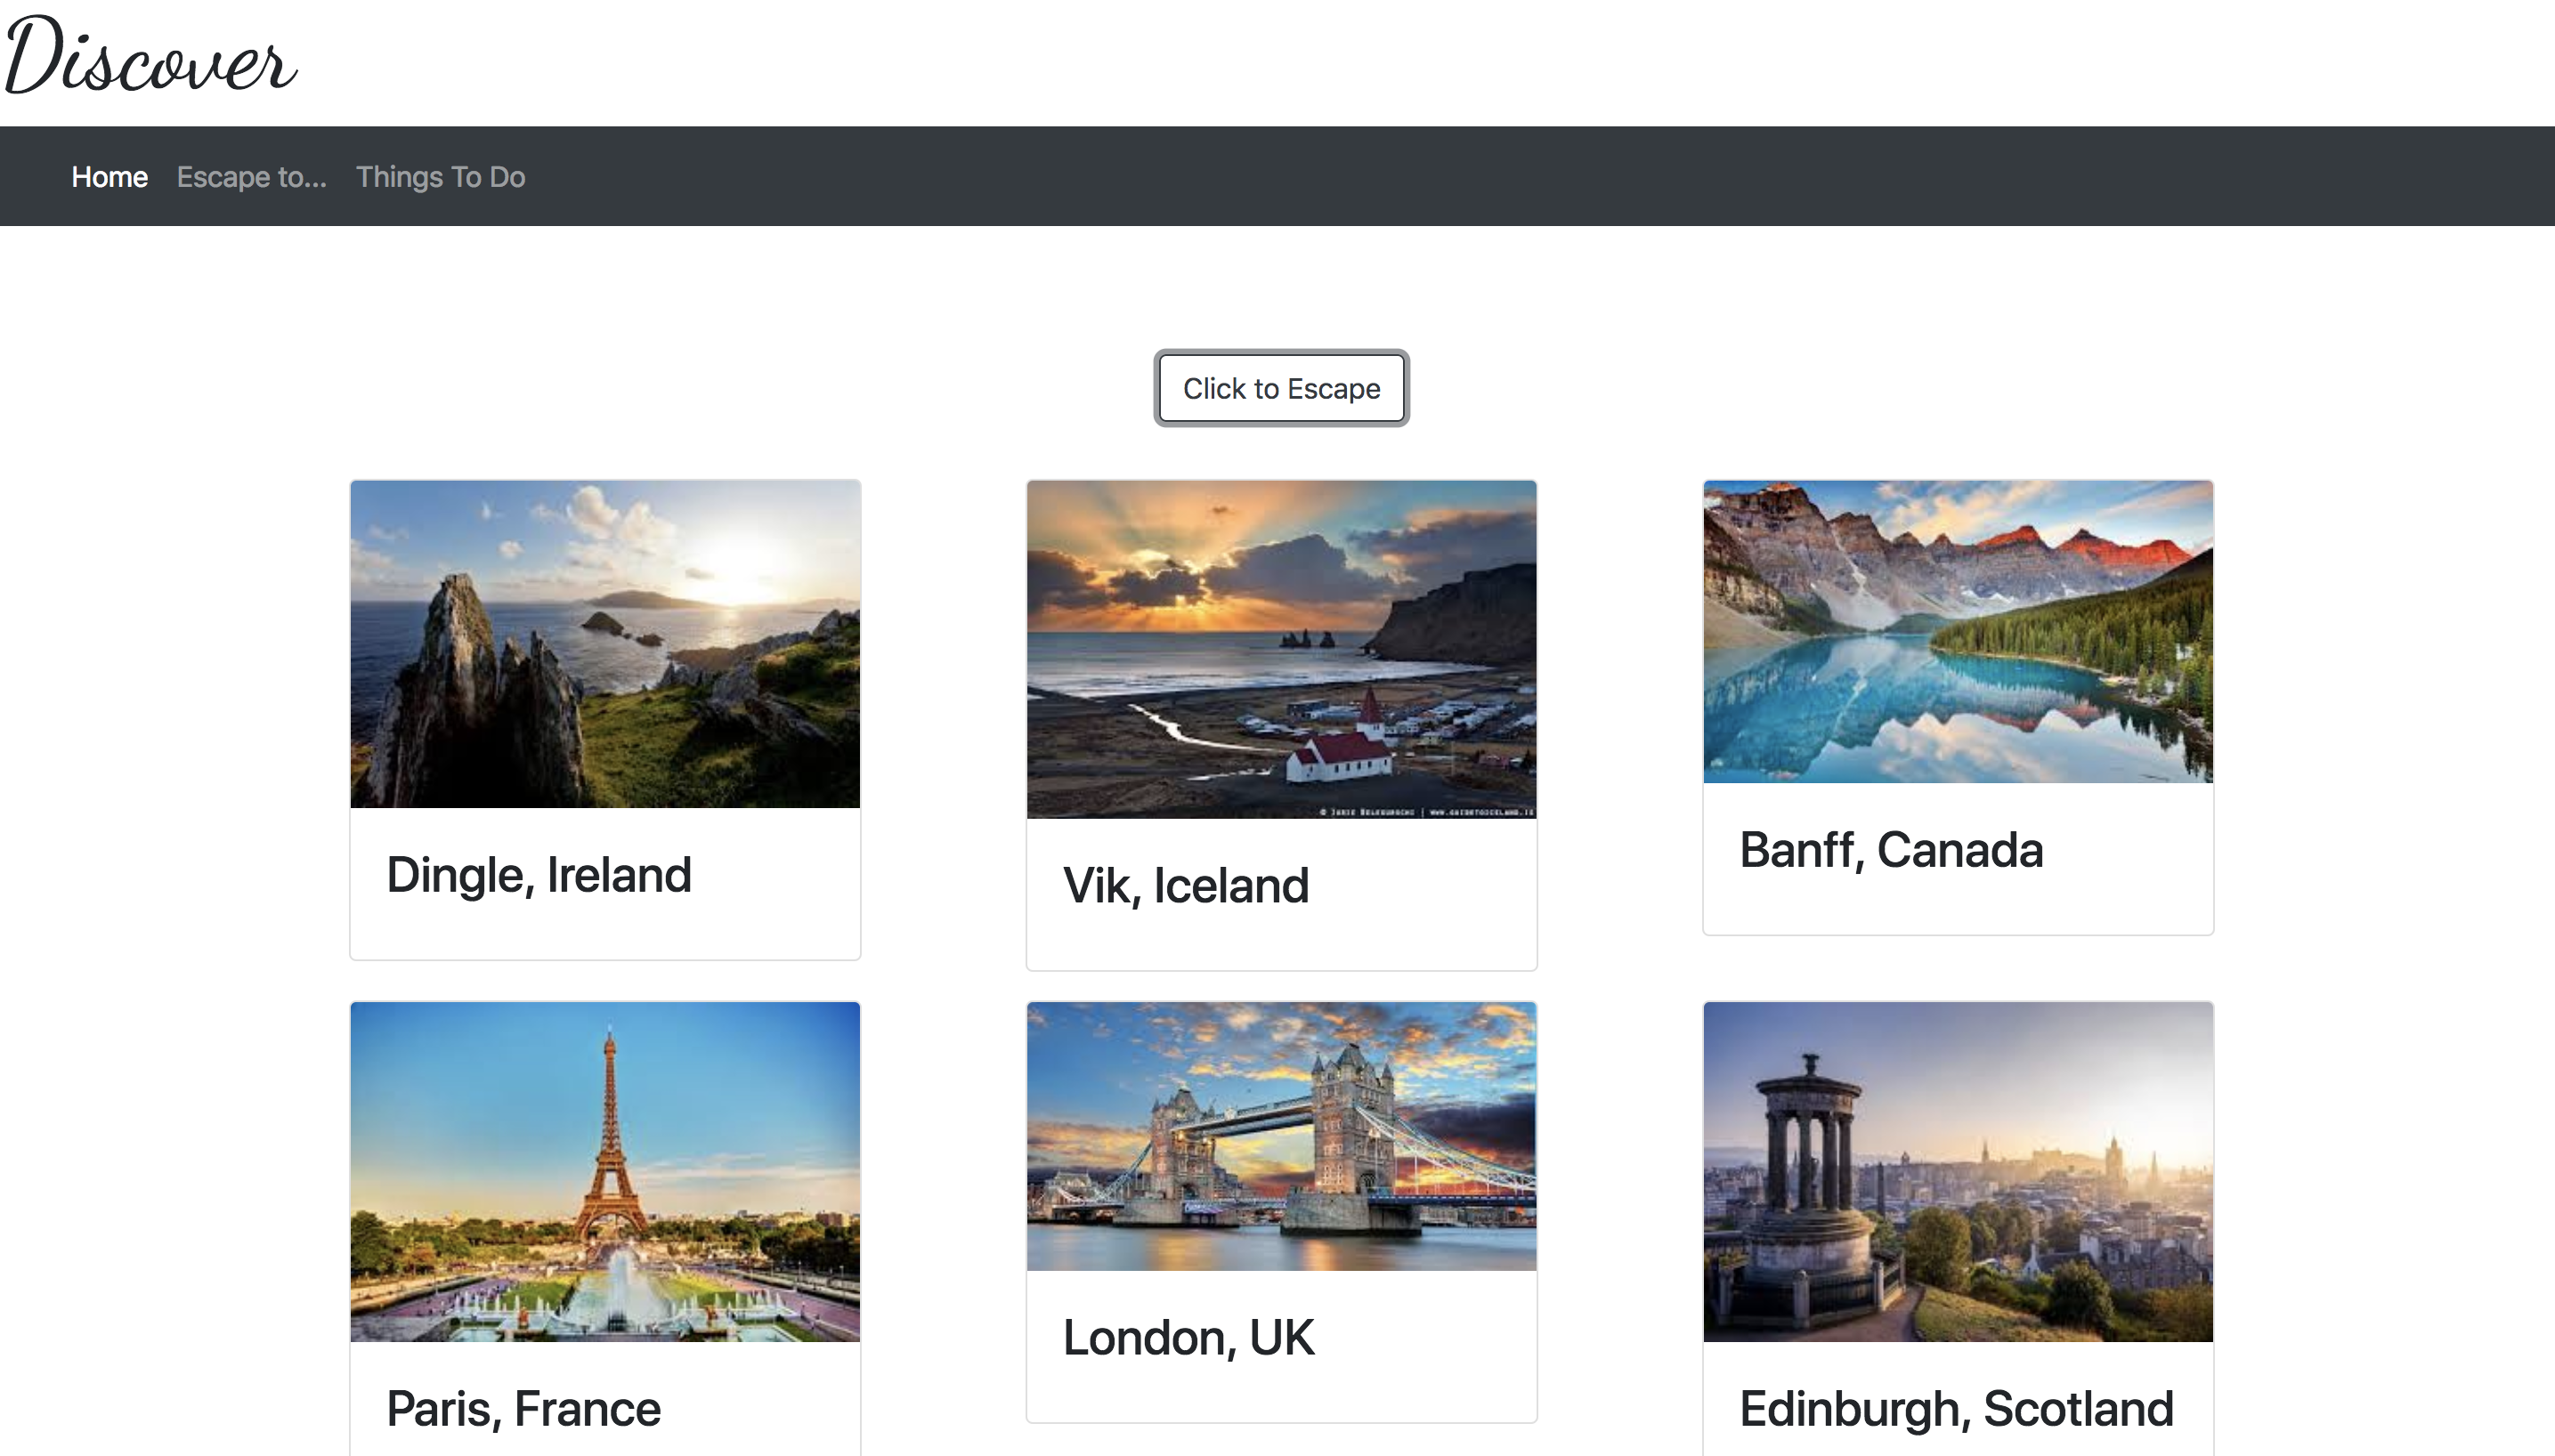 Discover
Home Escape to... Things To Do
Click to Escape
Dingle, Ireland
Vik, Iceland
Banff, Canada
Paris, France
London, UK
Edinburgh, Scotland